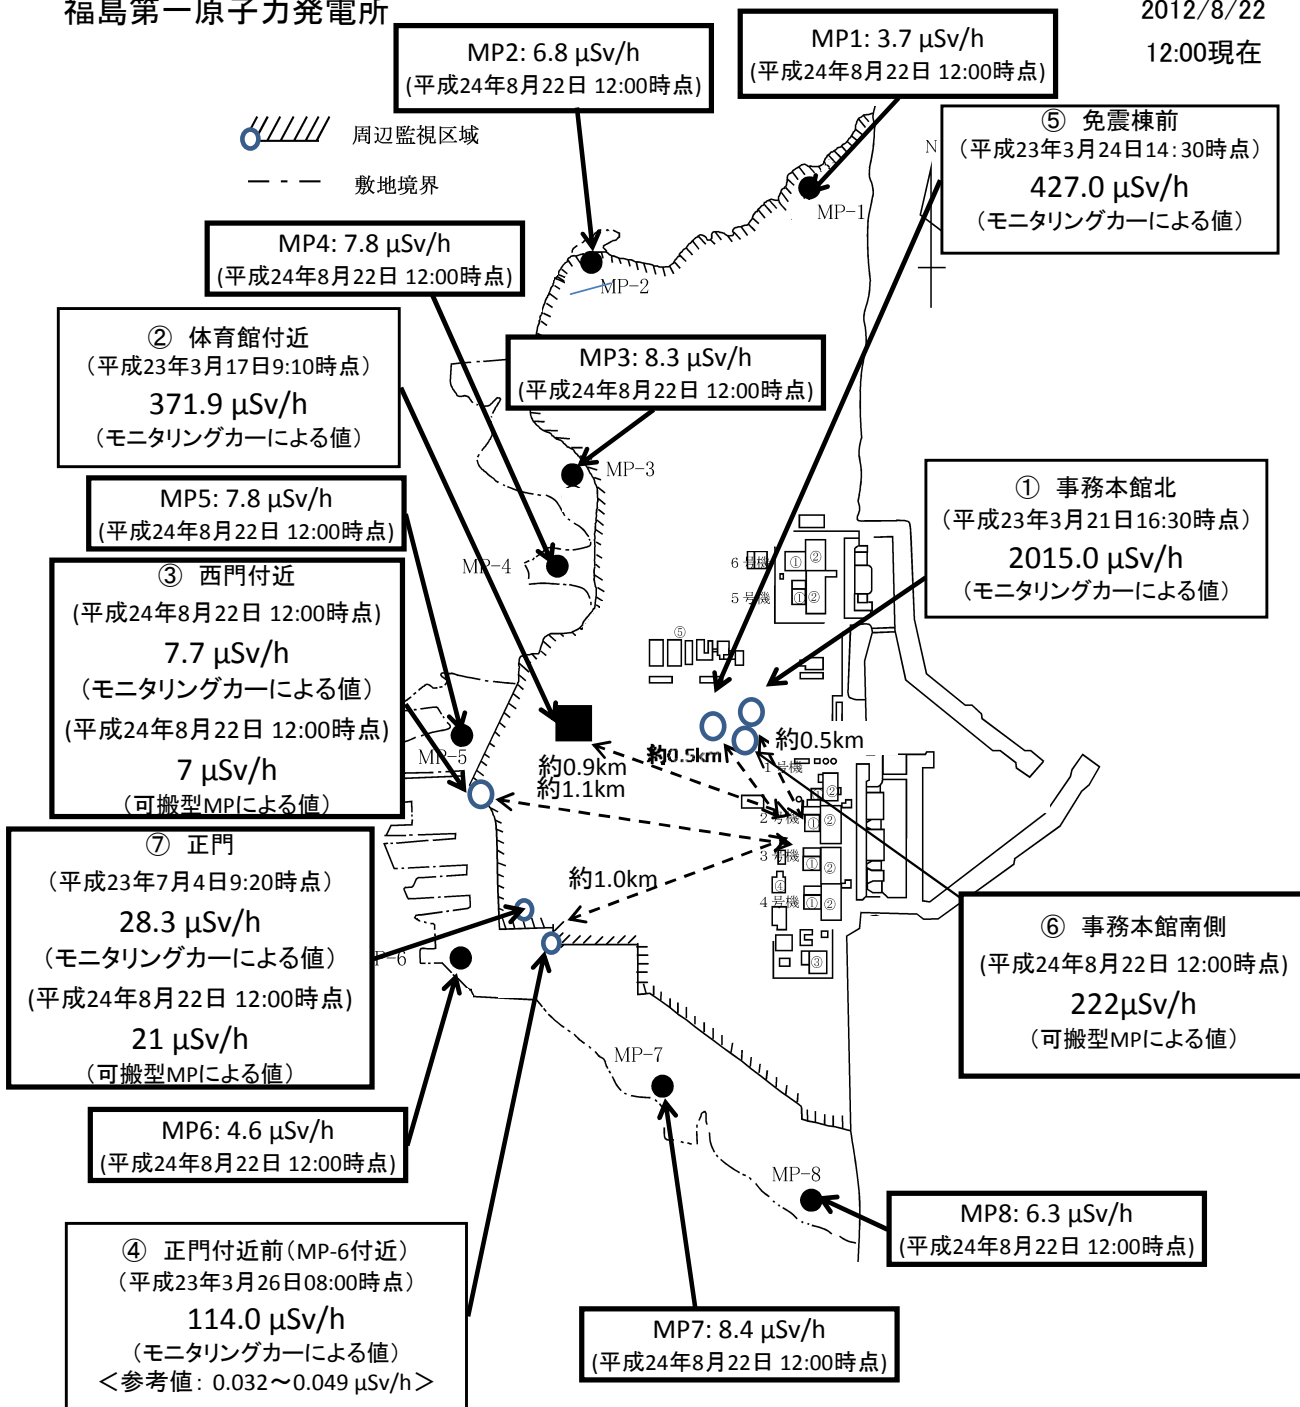 福島第一原子力発電所
2012/8/22
12:00現在
MP2: 6.8 μSv/h
(平成24年8月22日 12:00時点)
MP1: 3.7 μSv/h
(平成24年8月22日 12:00時点)
周辺監視区域
敷地境界
⑤ 免震棟前
（平成23年3月24日14：30時点）
427.0 μSv/h
（モニタリングカーによる値）
N
MP-1
MP4: 7.8 μSv/h
(平成24年8月22日 12:00時点)
MP-2
② 体育館付近
（平成23年3月17日9:10時点）
371.9 μSv/h
（モニタリングカーによる値）
MP3: 8.3 μSv/h
(平成24年8月22日 12:00時点)
MP-3
MP5: 7.8 μSv/h
(平成24年8月22日 12:00時点)
① 事務本館北
（平成23年3月21日16:30時点）
2015.0 μSv/h
（モニタリングカーによる値）
MP-4
6号機
① ②
5号機
① ②
③ 西門付近
(平成24年8月22日 12:00時点)
7.7 μSv/h
（モニタリングカーによる値）
(平成24年8月22日 12:00時点)
7 μSv/h
（可搬型MPによる値）
⑤
MP-5
約0.9km
約1.1km
約0.5km
約0.5km
1号機
②
2号機
① ②
3号機
① ②
④
4号機
① ②
③
約1.0km
⑦ 正門
（平成23年7月4日9:20時点）
28.3 μSv/h
（モニタリングカーによる値）
(平成24年8月22日 12:00時点)
21 μSv/h
（可搬型MPによる値）
P-6
⑥ 事務本館南側
(平成24年8月22日 12:00時点)
222μSv/h
（可搬型MPによる値）
MP-7
MP6: 4.6 μSv/h
(平成24年8月22日 12:00時点)
MP-8
MP8: 6.3 μSv/h
(平成24年8月22日 12:00時点)
④ 正門付近前（MP-6付近）
（平成23年3月26日08:00時点）
114.0 μSv/h
（モニタリングカーによる値）
＜参考値： 0.032～0.049 μSv/h＞
MP7: 8.4 μSv/h
(平成24年8月22日 12:00時点)